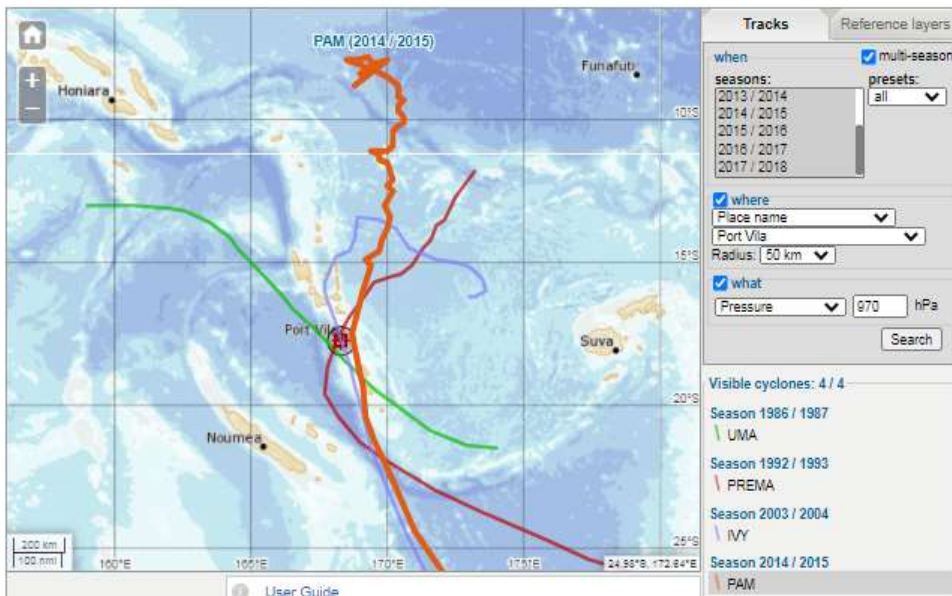 PAM (2014 / 2015)
Funafuti
Honiara
10°S
15°S
Port Vila
Suva
20°S
Noumea
25°S
200 km
100 nmi
160°E
165°E
170°E
175°E
24.98°S, 172.64°E
User Guide
Tracks
Reference layers
when
multi-season
seasons:
presets:
2013 / 2014
all
2014 / 2015
2015 / 2016
2016 / 2017
2017 / 2018
where
Place name
Port Vila
Radius: 50 km
what
Pressure 970 hPa
Search
Visible cyclones: 4 / 4
Season 1986 / 1987
UMA
Season 1992 / 1993
PREMA
Season 2003 / 2004
IVY
Season 2014 / 2015
PAM